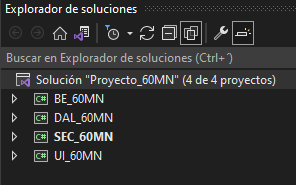 Explorador de soluciones
Buscar en Explorador de soluciones (Ctrl+´)
Solución "Proyecto_60MN" (4 de 4 proyectos)
C# BE_60MN
C# DAL_60MN
C# SEC_60MN
C# UI_60MN